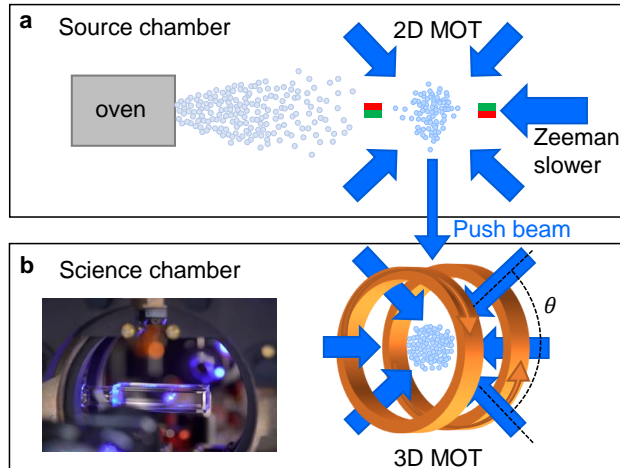 a Source chamber
2D MOT
oven
Zeeman
slower
Push beam
b Science chamber
θ
3D MOT